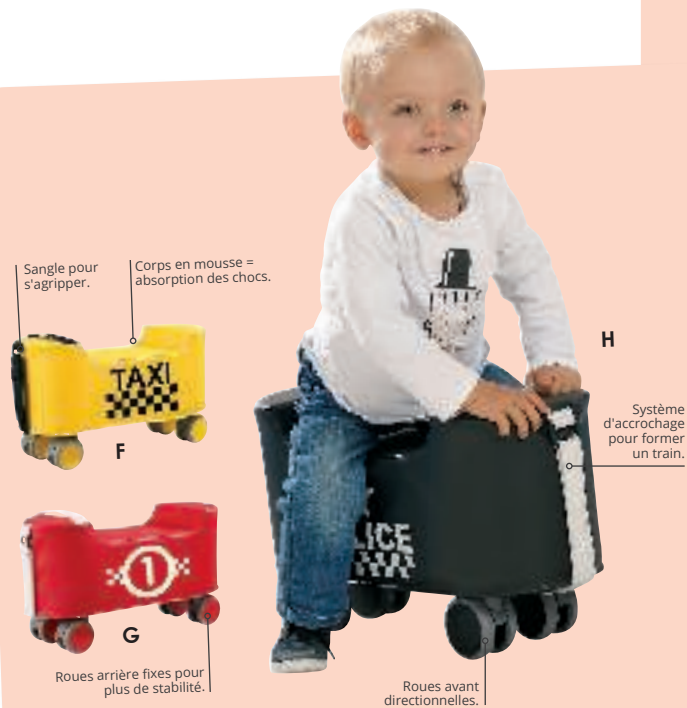 Sangle pour
s'agripper.
Corps en mousse =
absorption des chocs.
TAXI
F
H
Système
d'accrochage
pour former
un train.
LICE
1
G
Roues arrière fixes pour
plus de stabilité.
Roues avant
directionnelles.